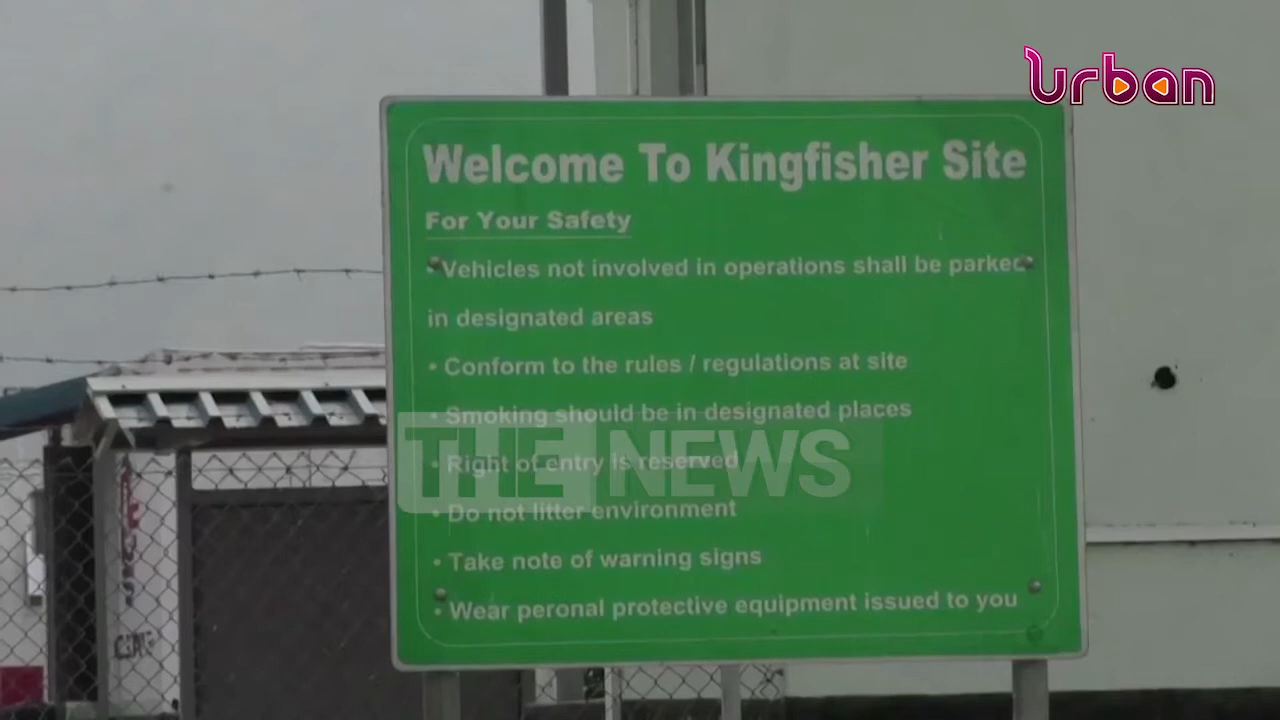 Urban
Welcome To Kingfisher Site
For Your Safety
• Vehicles not involved in operations shall be parked
in designated areas
• Conform to the rules / regulations at site
• Smoking should be in designated places
• Right of entry is reserved
THE NEWS
• Do not litter environment
• Take note of warning signs
• Wear peronal protective equipment issued to you